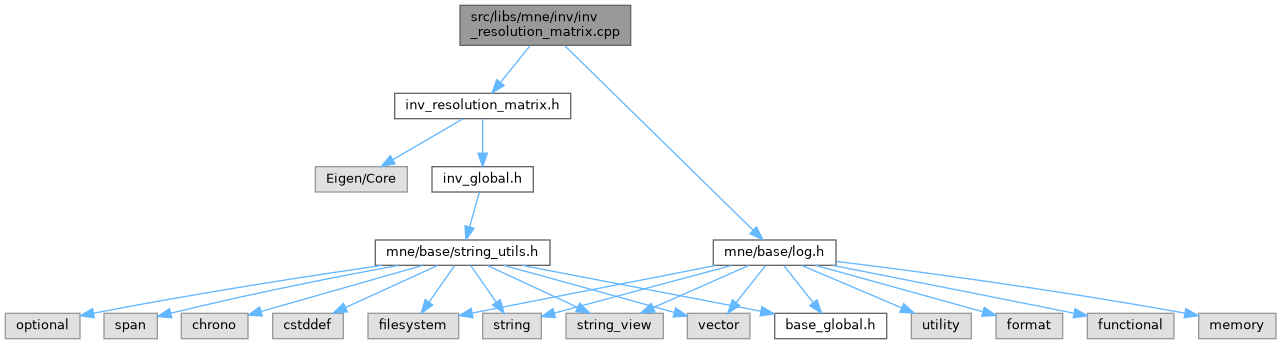 src/libs/mne/inv/inv
_resolution_matrix.cpp
inv_resolution_matrix.h
Eigen/Core
inv_global.h
mne/base/string_utils.h
mne/base/log.h
optional
span
chrono
cstddef
filesystem
string
string_view
vector
base_global.h
utility
format
functional
memory